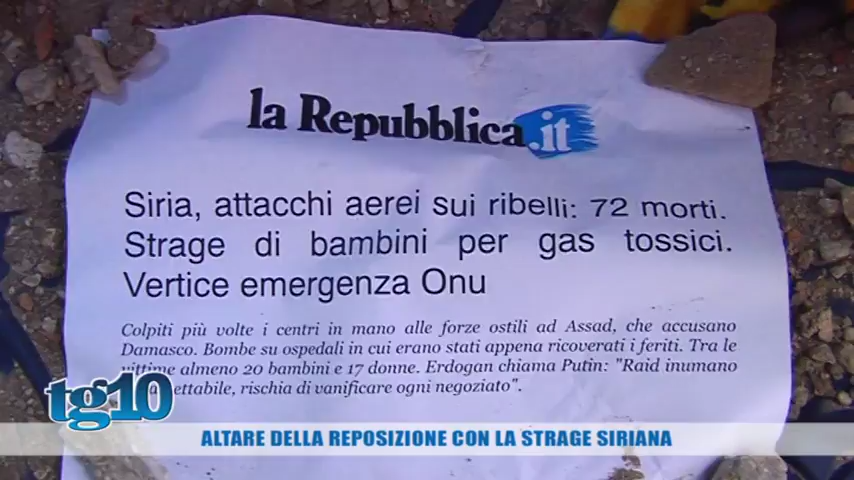 la Repubblica.it
Siria, attacchi aerei sui ribelli: 72 morti.
Strage di bambini per gas tossici.
Vertice emergenza Onu
Colpiti più volte i centri in mano alle forze ostili ad Assad, che accusano
Damasco. Bombe su ospedali in cui erano stati appena ricoverati i feriti. Tra le
vittime almeno 20 bambini e 17 donne. Erdogan chiama Putin: "Raid inumano
rischia di vanificare ogni negoziato".
tg10
ALTARE DELLA REPOSIZIONE CON LA STRAGE SIRIANA